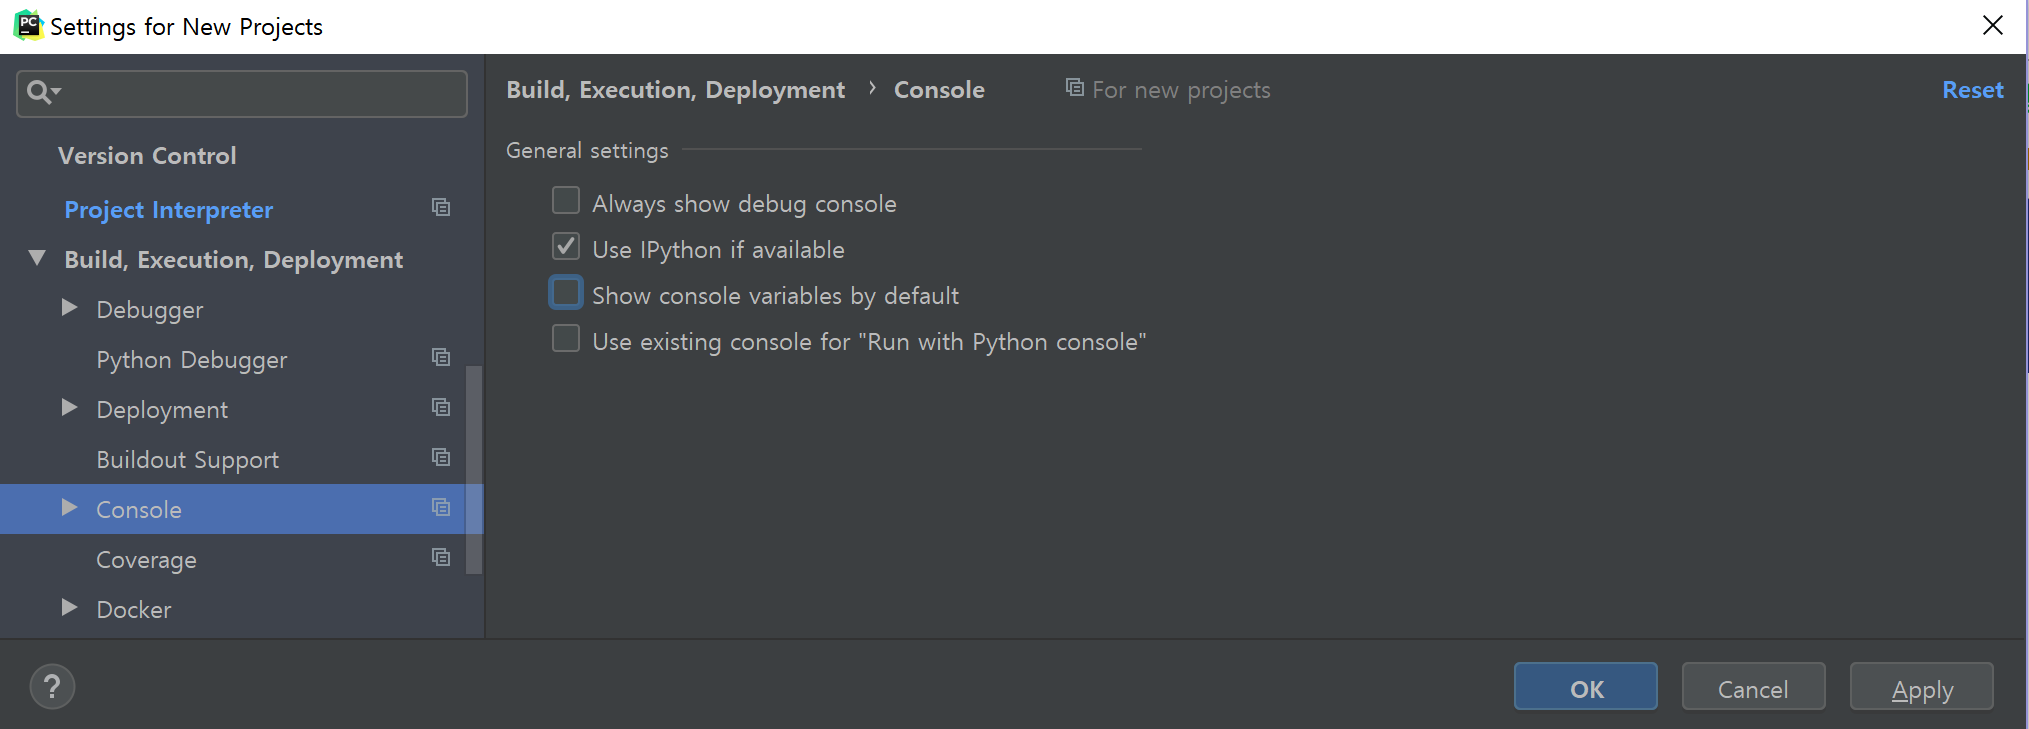 PC Settings for New Projects
Build, Execution, Deployment › Console For new projects Reset
Version Control
Project Interpreter
Build, Execution, Deployment
Debugger
Python Debugger
Deployment
Buildout Support
Console
Coverage
Docker
General settings
Always show debug console
Use IPython if available
Show console variables by default
Use existing console for "Run with Python console"
?
OK Cancel Apply